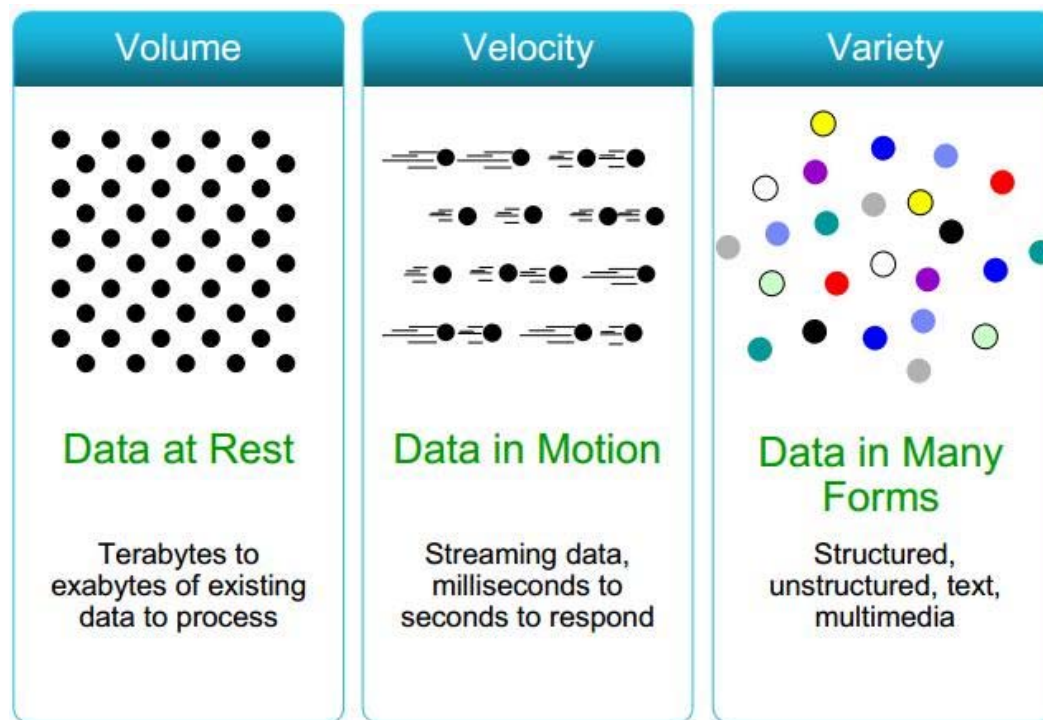 Volume
Data at Rest
Terabytes to
exabytes of existing
data to process
Velocity
Data in Motion
Streaming data,
milliseconds to
seconds to respond
Variety
Data in Many
Forms
Structured,
unstructured, text,
multimedia